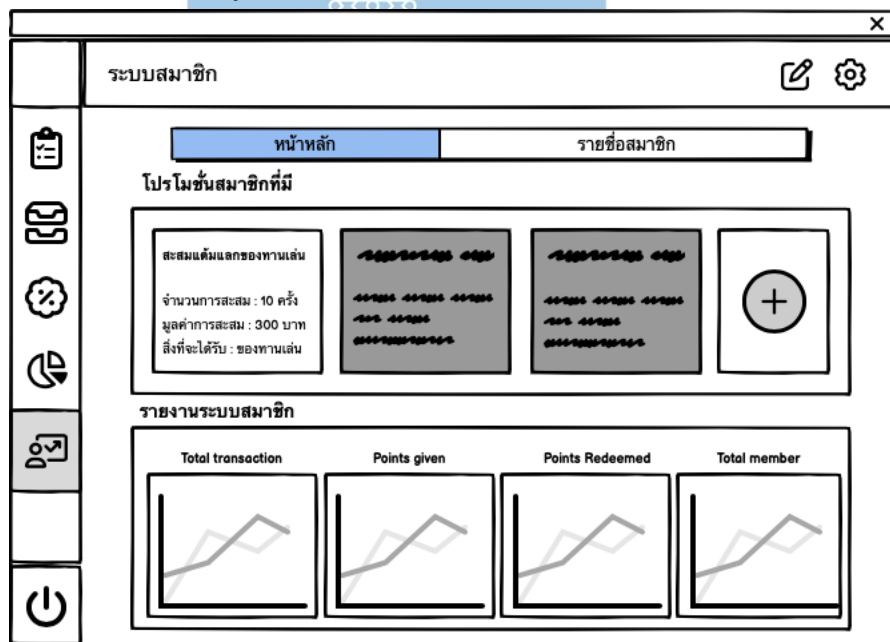 ระบบสมาชิก
หน้าหลัก
รายชื่อสมาชิก
โปรโมชั่นสมาชิกที่มี
สะสมแต้มแลกของทานเล่น
จำนวนการสะสม : 10 ครั้ง
มูลค่าการสะสม : 300 บาท
สิ่งที่จะได้รับ : ของทานเล่น
รายงานระบบสมาชิก
Total transaction
Points given
Points Redeemed
Total member